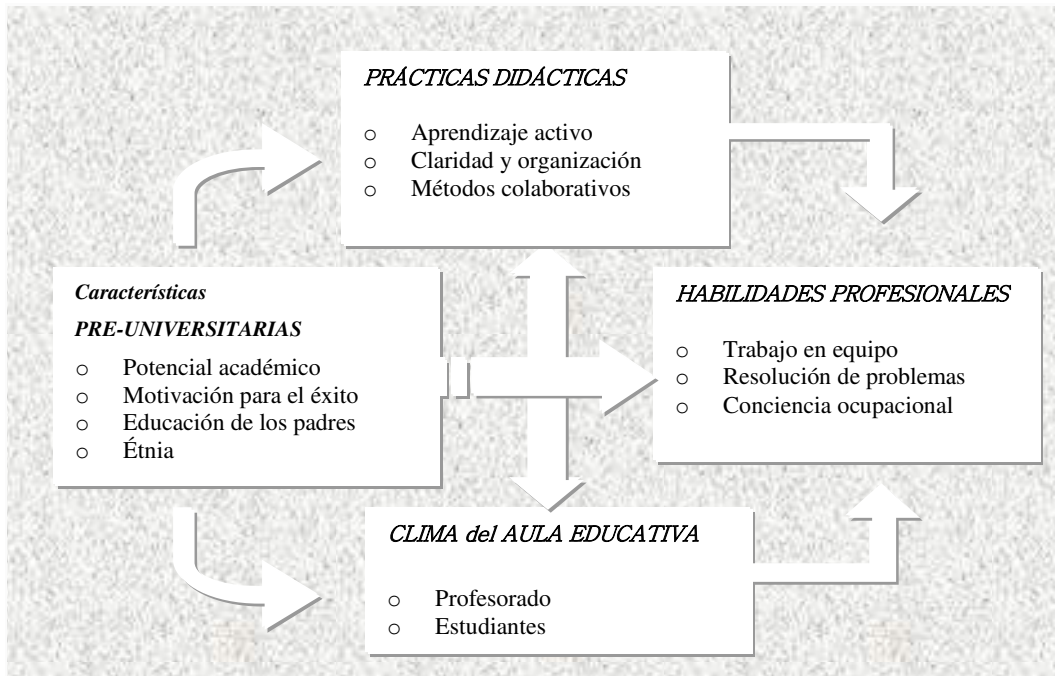 PRÁCTICAS DIDÁCTICAS
o Aprendizaje activo
o Claridad y organización
o Métodos colaborativos
Características
PRE-UNIVERSITARIAS
o Potencial académico
o Motivación para el éxito
o Educación de los padres
o Étnia
HABILIDADES PROFESIONALES
o Trabajo en equipo
o Resolución de problemas
o Conciencia ocupacional
CLIMA del AULA EDUCATIVA
o Profesorado
o Estudiantes